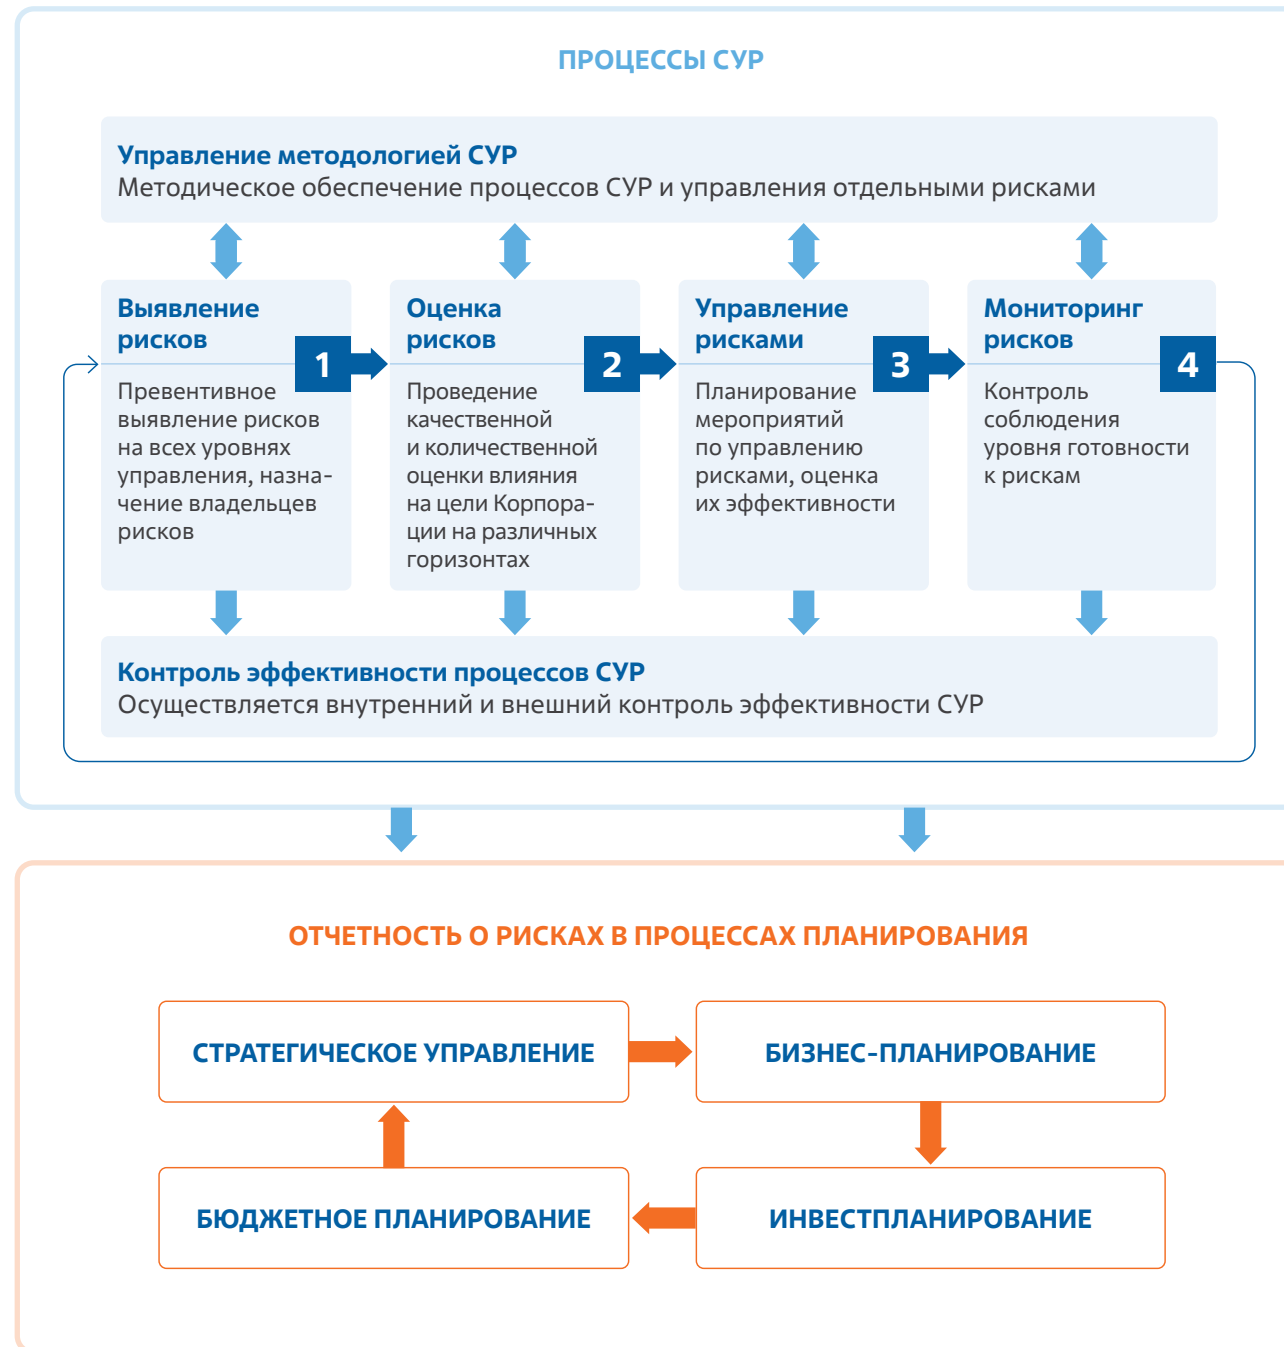 ПРОЦЕССЫ СУР
Управление методологией СУР
Методическое обеспечение процессов СУР и управления отдельными рисками
Выявление
рисков
1
Превентивное
выявление рисков
на всех уровнях
управления, назна-
чение владельцев
рисков
Оценка
рисков
2
Проведение
качественной
и количественной
оценки влияния
на цели Корпора-
ции на различных
горизонтах
Управление
рисками
3
Планирование
мероприятий
по управлению
рисками, оценка
их эффективности
Мониторинг
рисков
4
Контроль
соблюдения
уровня готовности
к рискам
Контроль эффективности процессов СУР
Осуществляется внутренний и внешний контроль эффективности СУР
ОТЧЕТНОСТЬ О РИСКАХ В ПРОЦЕССАХ ПЛАНИРОВАНИЯ
СТРАТЕГИЧЕСКОЕ УПРАВЛЕНИЕ
БИЗНЕС-ПЛАНИРОВАНИЕ
БЮДЖЕТНОЕ ПЛАНИРОВАНИЕ
ИНВЕСТПЛАНИРОВАНИЕ